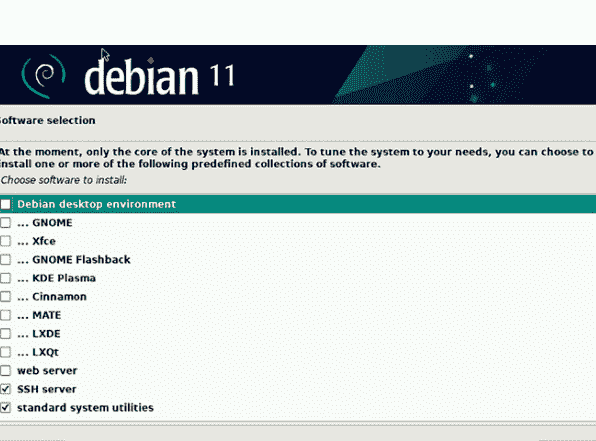 debian 11
oftware selection
At the moment, only the core of the system is installed. To tune the system to your needs, you can choose to
install one or more of the following predefined collections of software.
Choose software to install:
Debian desktop environment
... GNOME
... Xfce
... GNOME Flashback
... KDE Plasma
... Cinnamon
... MATE
... LXDE
... LXQt
web server
SSH server
standard system utilities